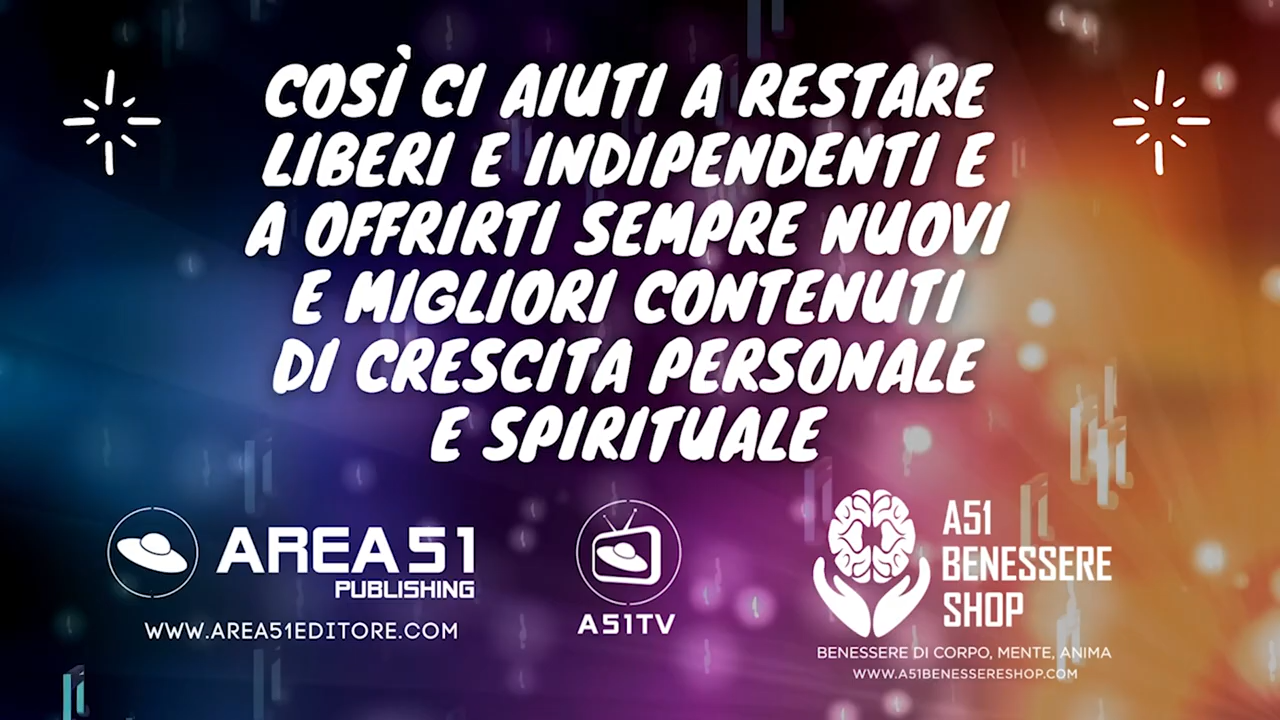 COSÌ CI AIUTI A RESTARE
LIBERI E INDIPENDENTI E
A OFFRIRTI SEMPRE NUOVI
E MIGLIORI CONTENUTI
DI CRESCITA PERSONALE
E SPIRITUALE
AREA51
PUBLISHING
WWW.AREA51EDITORE.COM
A51TV
A51
BENESSERE
SHOP
BENESSERE DI CORPO, MENTE, ANIMA
WWW.A51BENESSERESHOP.COM